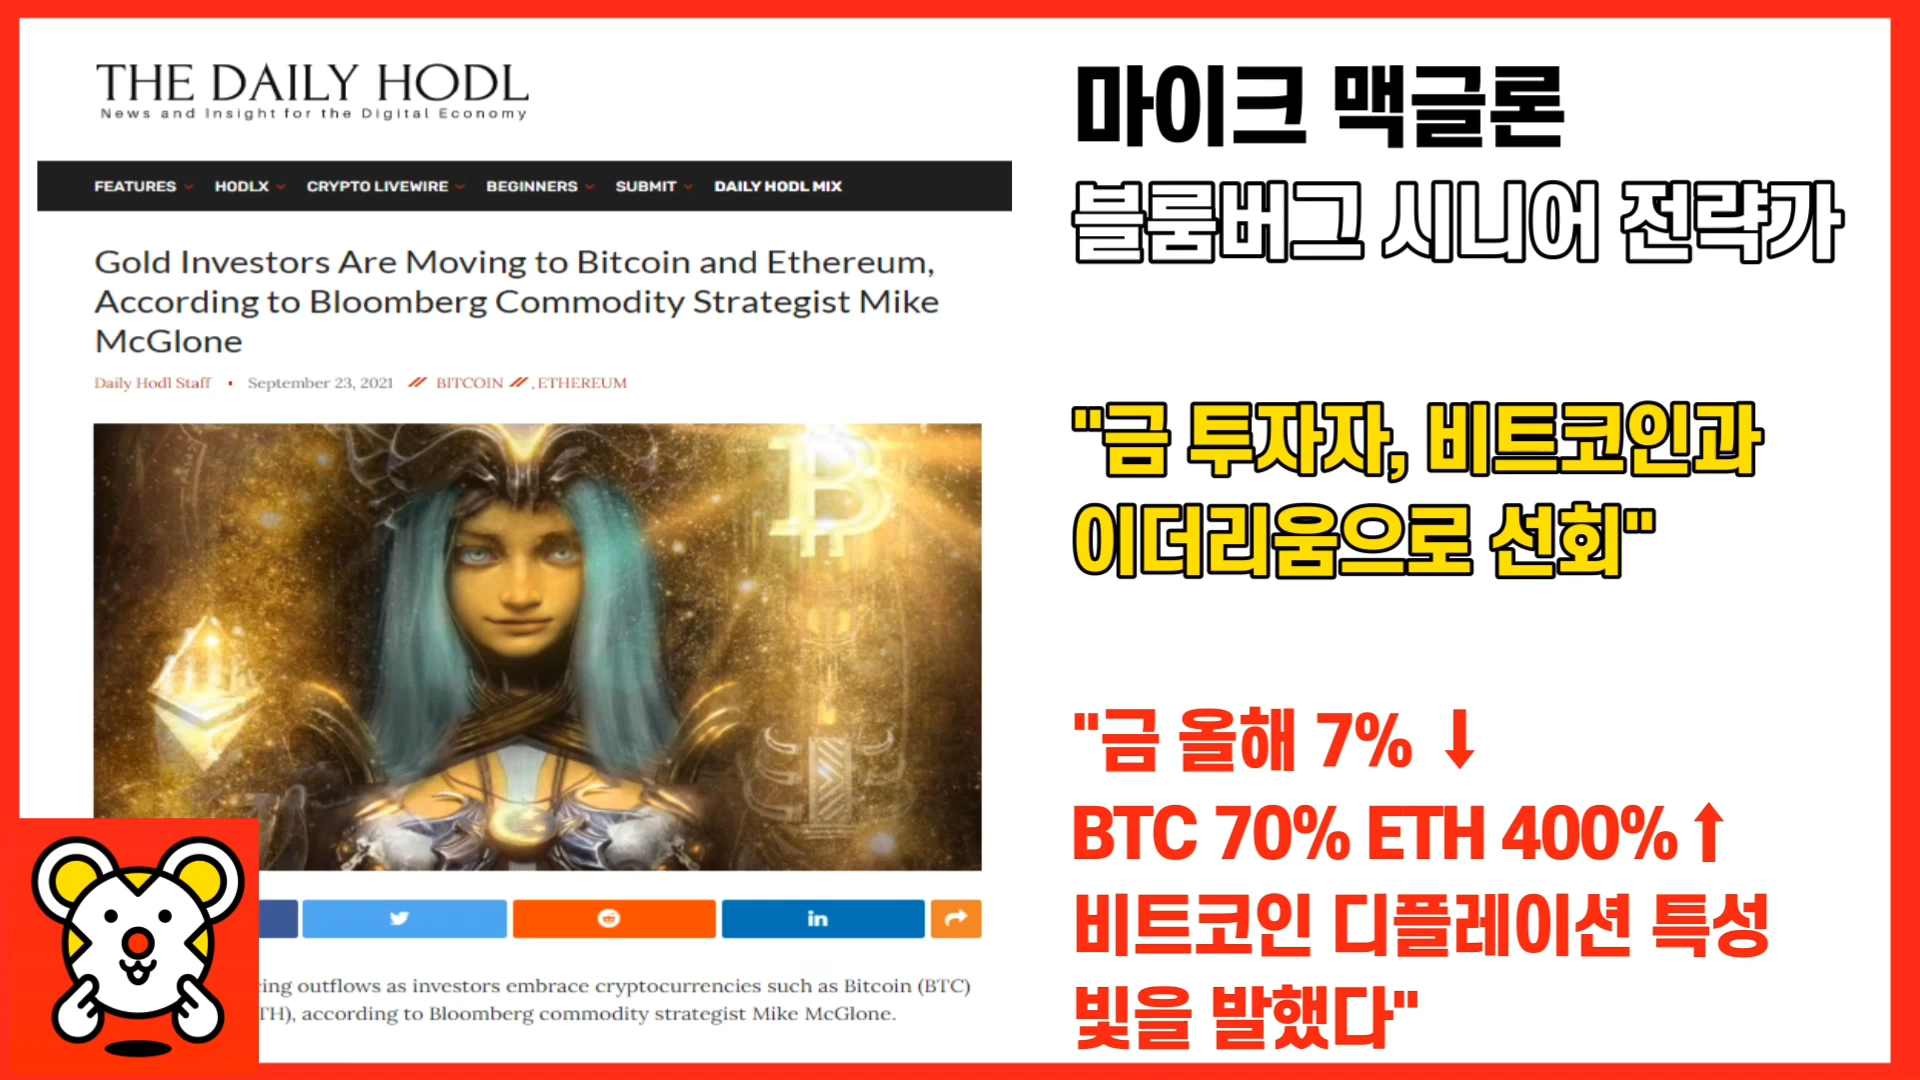 THE DAILY HODL
News and Insight for the Digital Economy
FEATURES HODLX CRYPTO LIVEWIRE BEGINNERS SUBMIT DAILY HODL MIX
Gold Investors Are Moving to Bitcoin and Ethereum,
According to Bloomberg Commodity Strategist Mike
McGlone
Daily Hodl Staff ▪ September 23, 2021 // BITCOIN // , ETHEREUM
outflows as investors embrace cryptocurrencies such as Bitcoin (BTC)
according to Bloomberg commodity strategist Mike McGlone.
마이크 맥글론
블룸버그 시니어 전략가
"금 투자자, 비트코인과
이더리움으로 선회"
"금 올해 7% ↓
BTC 70% ETH 400%↑
비트코인 디플레이션 특성
빛을 발했다"